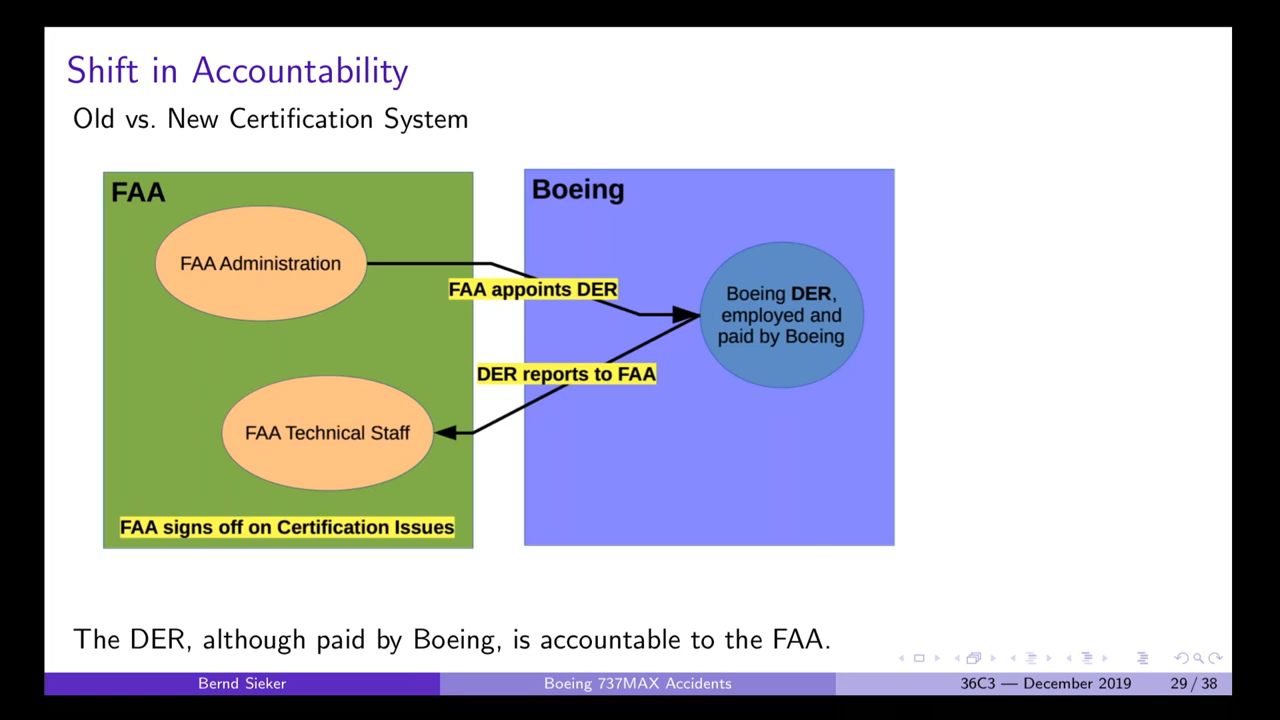 Shift in Accountability
Old vs. New Certification System
FAA
Boeing
FAA Administration
FAA appoints DER
Boeing DER,
employed and
paid by Boeing
DER reports to FAA
FAA Technical Staff
FAA signs off on Certification Issues
The DER, although paid by Boeing, is accountable to the FAA.
Bernd Sieker
Boeing 737MAX Accidents
36C3 — December 2019
29 / 38